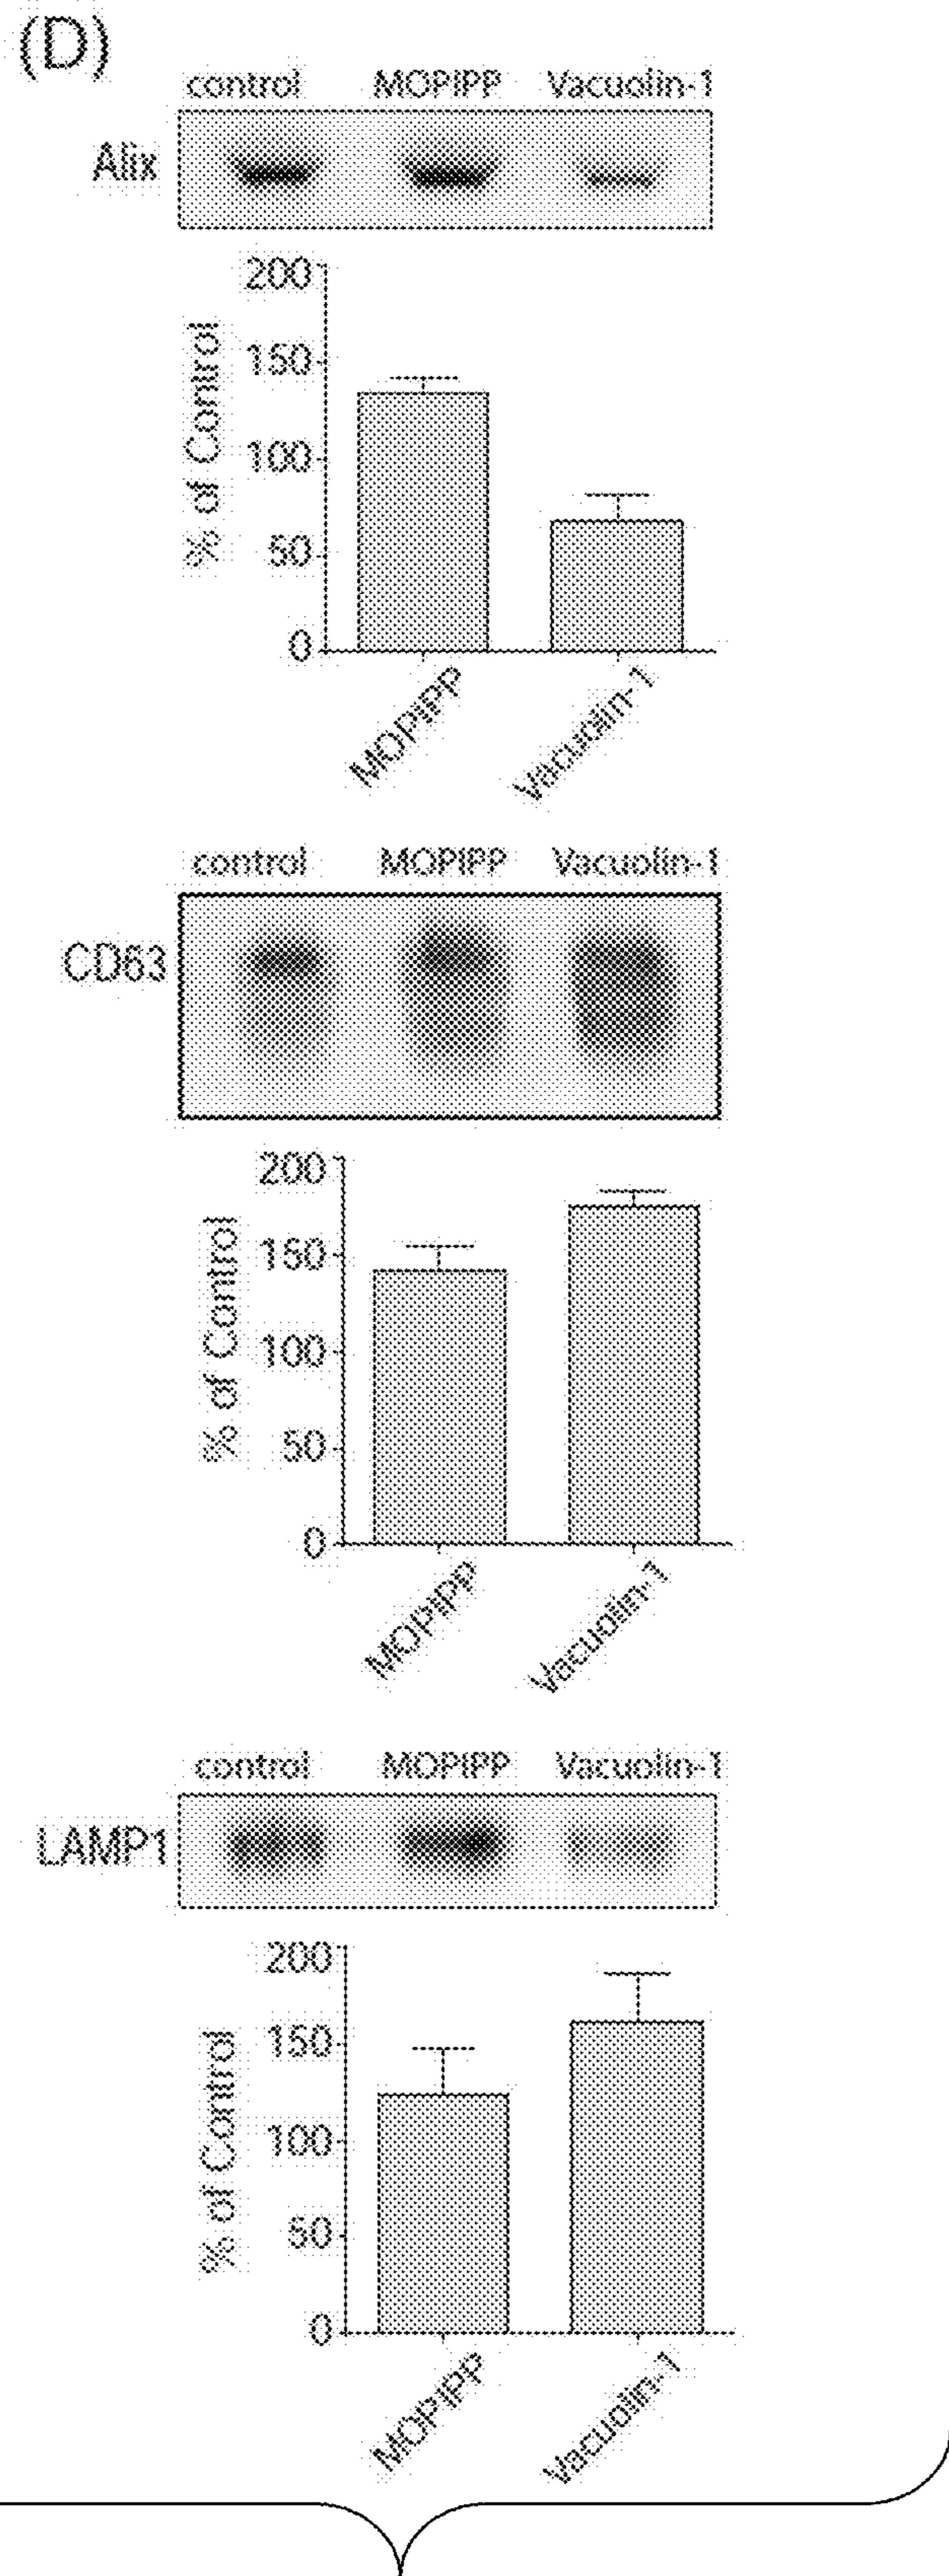 (D)
control MOPIPP Vacuolin-1
Alix
200
150
100
50
0
% of Control
MOPIPP Vacuolin-1
control MOPIPP Vacuolin-1
CD63
200
150
100
50
0
% of Control
MOPIPP Vacuolin-1
control MOPIPP Vacuolin-1
LAMP1
200
150
100
50
0
% of Control
MOPIPP Vacuolin-1